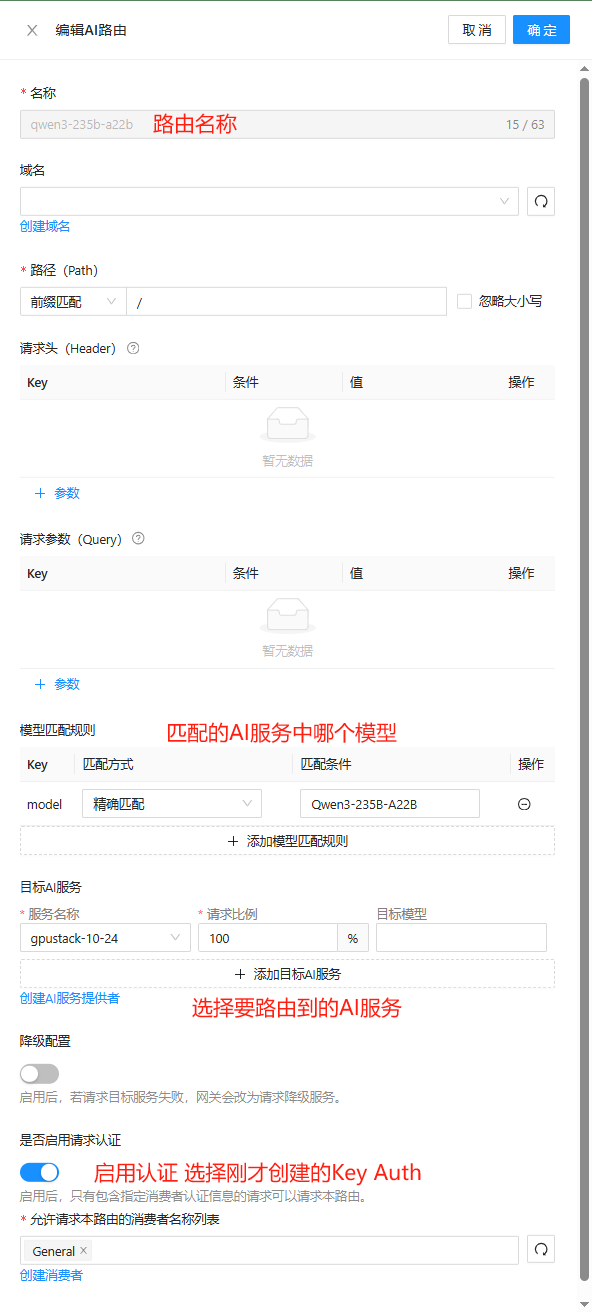 编辑AI路由
取 消
确 定
* 名称
qwen3-235b-a22b
路由名称
15 / 63
域名
创建域名
* 路径（Path）
前缀匹配
/
忽略大小写
请求头（Header）
Key 条件 值 操作
暂无数据
＋ 参数
请求参数（Query）
Key 条件 值 操作
暂无数据
＋ 参数
模型匹配规则
匹配的AI服务中哪个模型
Key 匹配方式 匹配条件 操作
model 精确匹配 Qwen3-235B-A22B
＋ 添加模型匹配规则
目标AI服务
* 服务名称 * 请求比例 目标模型
gpustack-10-24 100 %
＋ 添加目标AI服务
创建AI服务提供者
选择要路由到的AI服务
降级配置
启用后，若请求目标服务失败，网关会改为请求降级服务。
是否启用请求认证
启用认证 选择刚才创建的Key Auth
启用后，只有包含指定消费者认证信息的请求可以请求本路由。
* 允许请求本路由的消费者名称列表
General ×
创建消费者